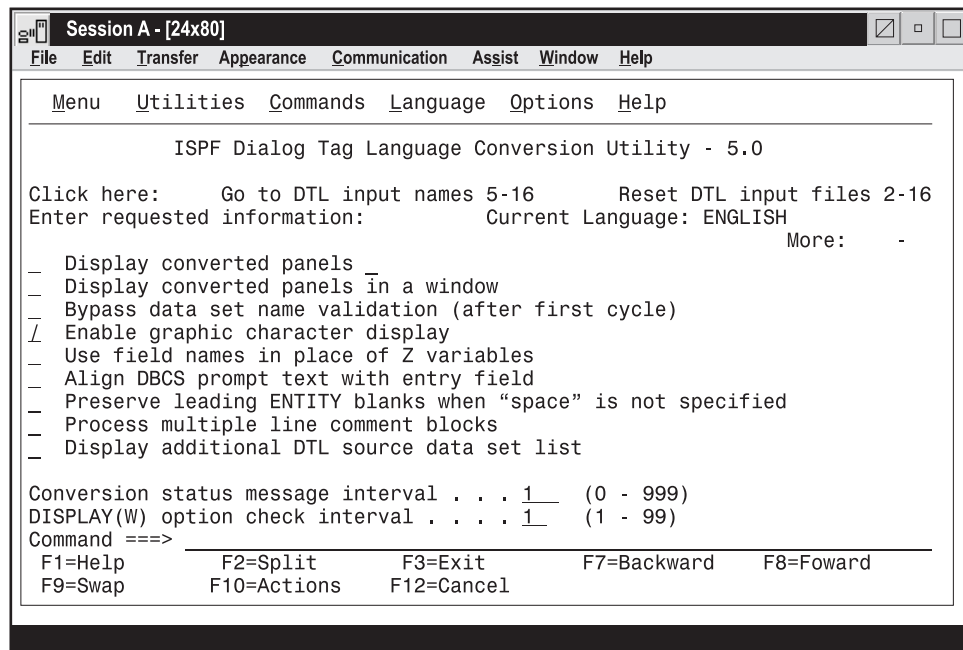 Session A - [24x80]
File Edit Transfer Appearance Communication Assist Window Help
Menu Utilities Commands Language Options Help
ISPF Dialog Tag Language Conversion Utility - 5.0
Click here: Go to DTL input names 5-16 Reset DTL input files 2-16
Enter requested information: Current Language: ENGLISH
More: -
_ Display converted panels _
_ Display converted panels in a window
_ Bypass data set name validation (after first cycle)
/ Enable graphic character display
_ Use field names in place of Z variables
_ Align DBCS prompt text with entry field
_ Preserve leading ENTITY blanks when “space” is not specified
_ Process multiple line comment blocks
_ Display additional DTL source data set list
Conversion status message interval . . . 1 (0 - 999)
DISPLAY(W) option check interval . . . . 1 (1 - 99)
Command ===>
F1=Help F2=Split F3=Exit F7=Backward F8=Foward
F9=Swap F10=Actions F12=Cancel